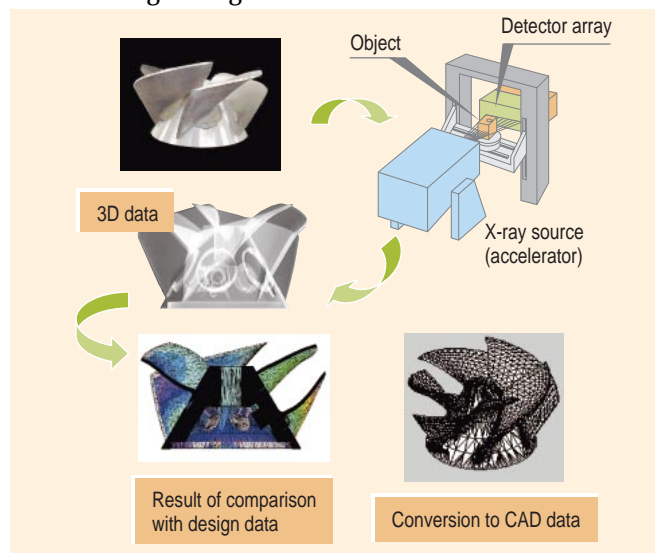 Object
Detector array
3D data
X-ray source
(accelerator)
Result of comparison
with design data
Conversion to CAD data